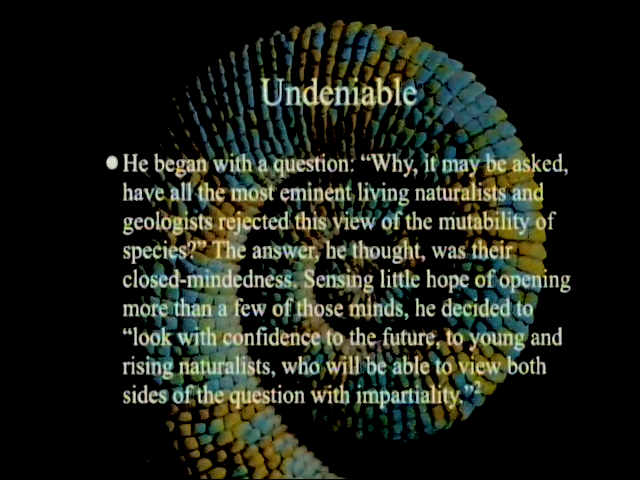 Undeniable
● He began with a question: “Why, it may be asked,
have all the most eminent living naturalists and
geologists rejected this view of the mutability of
species?” The answer, he thought, was their
closed-mindedness. Sensing little hope of opening
more than a few of those minds, he decided to
“look with confidence to the future, to young and
rising naturalists, who will be able to view both
sides of the question with impartiality.”2